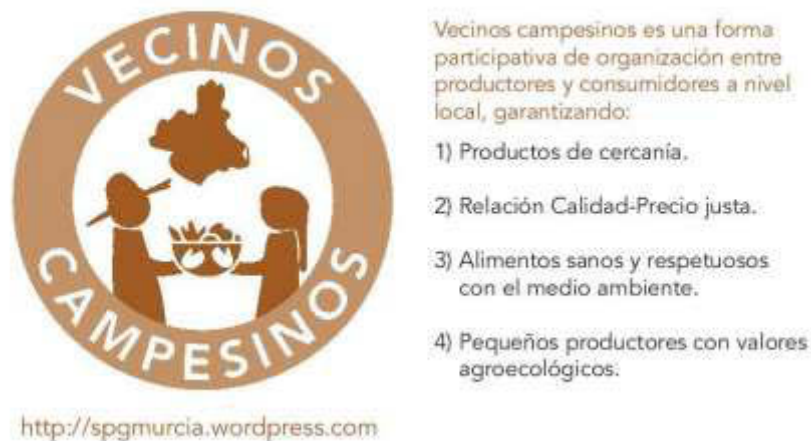 VECINOS
CAMPESINOS
http://spgmurcia.wordpress.com
Vecinos campesinos es una forma
participativa de organización entre
productores y consumidores a nivel
local, garantizando:
1) Productos de cercanía.
2) Relación Calidad-Precio justa.
3) Alimentos sanos y respetuosos
con el medio ambiente.
4) Pequeños productores con valores
agroecológicos.